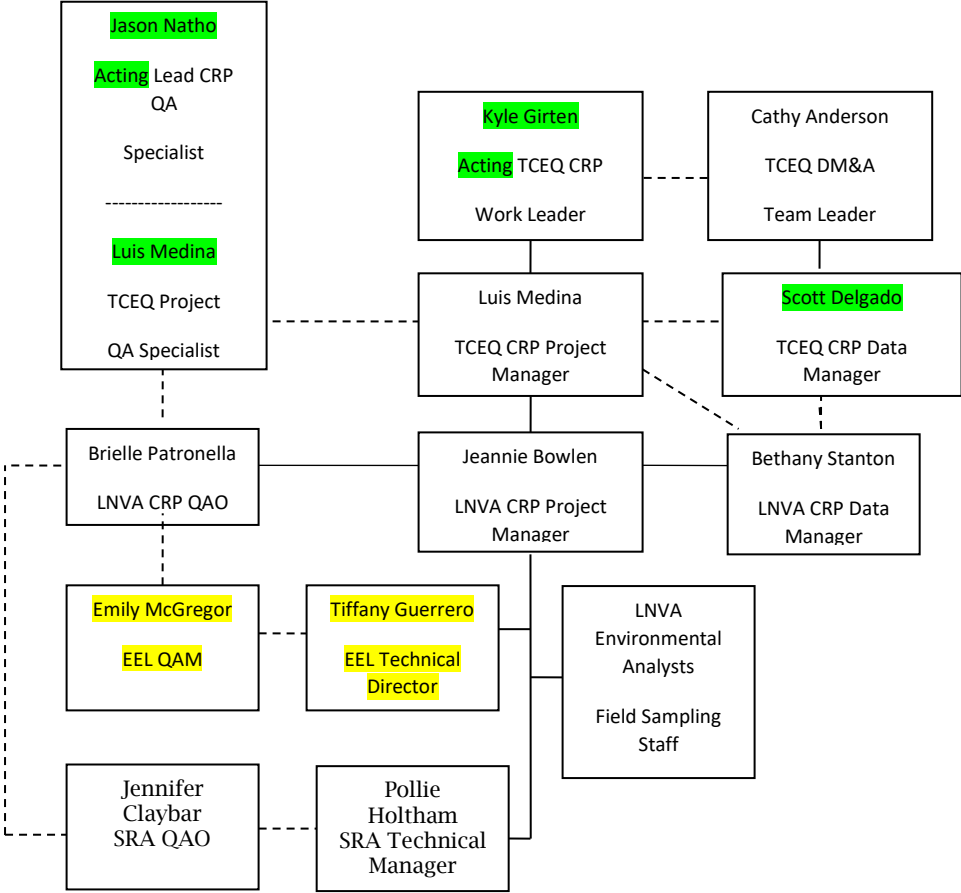 Jason Natho
Acting Lead CRP
QA
Specialist
------------------
Luis Medina
TCEQ Project
QA Specialist
Kyle Girten
Acting TCEQ CRP
Work Leader
Cathy Anderson
TCEQ DM&A
Team Leader
Luis Medina
TCEQ CRP Project
Manager
Scott Delgado
TCEQ CRP Data
Manager
Brielle Patronella
LNVA CRP QAO
Jeannie Bowlen
LNVA CRP Project
Manager
Bethany Stanton
LNVA CRP Data
Manager
Emily McGregor
EEL QAM
Tiffany Guerrero
EEL Technical
Director
LNVA
Environmental
Analysts
Field Sampling
Staff
Jennifer
Claybar
SRA QAO
Pollie
Holtham
SRA Technical
Manager